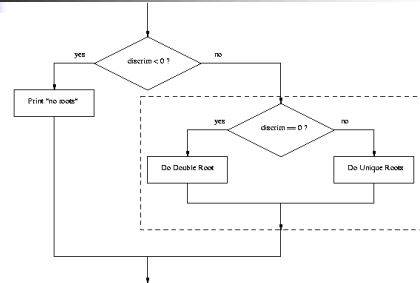 discrim < 0 ?
yes
no
Print "no roots"
discrim == 0 ?
yes
no
Do Double Root
Do Unique Roots